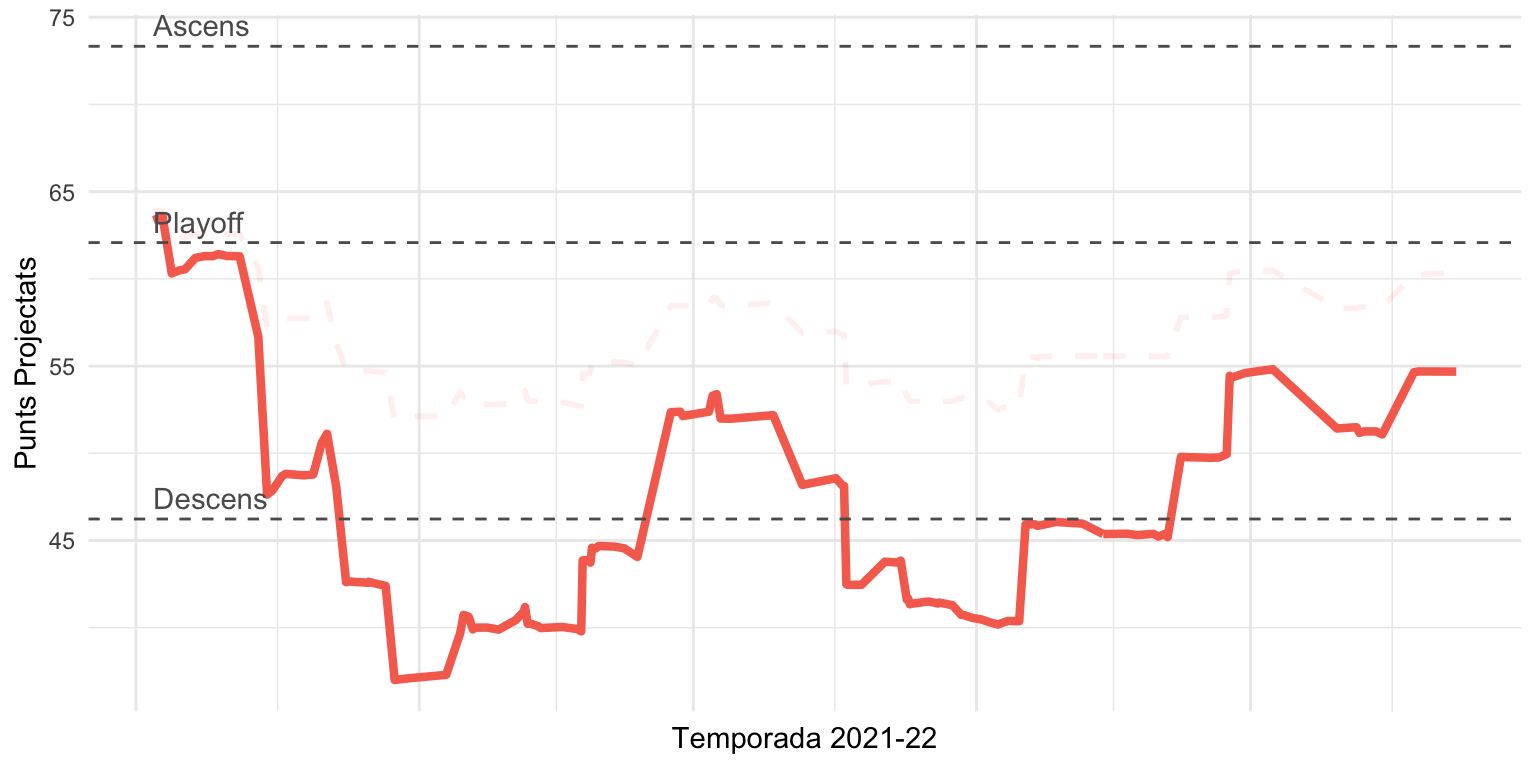 75
Ascens
65
Playoff
55
Descens
45
Punts Projectats
Temporada 2021-22